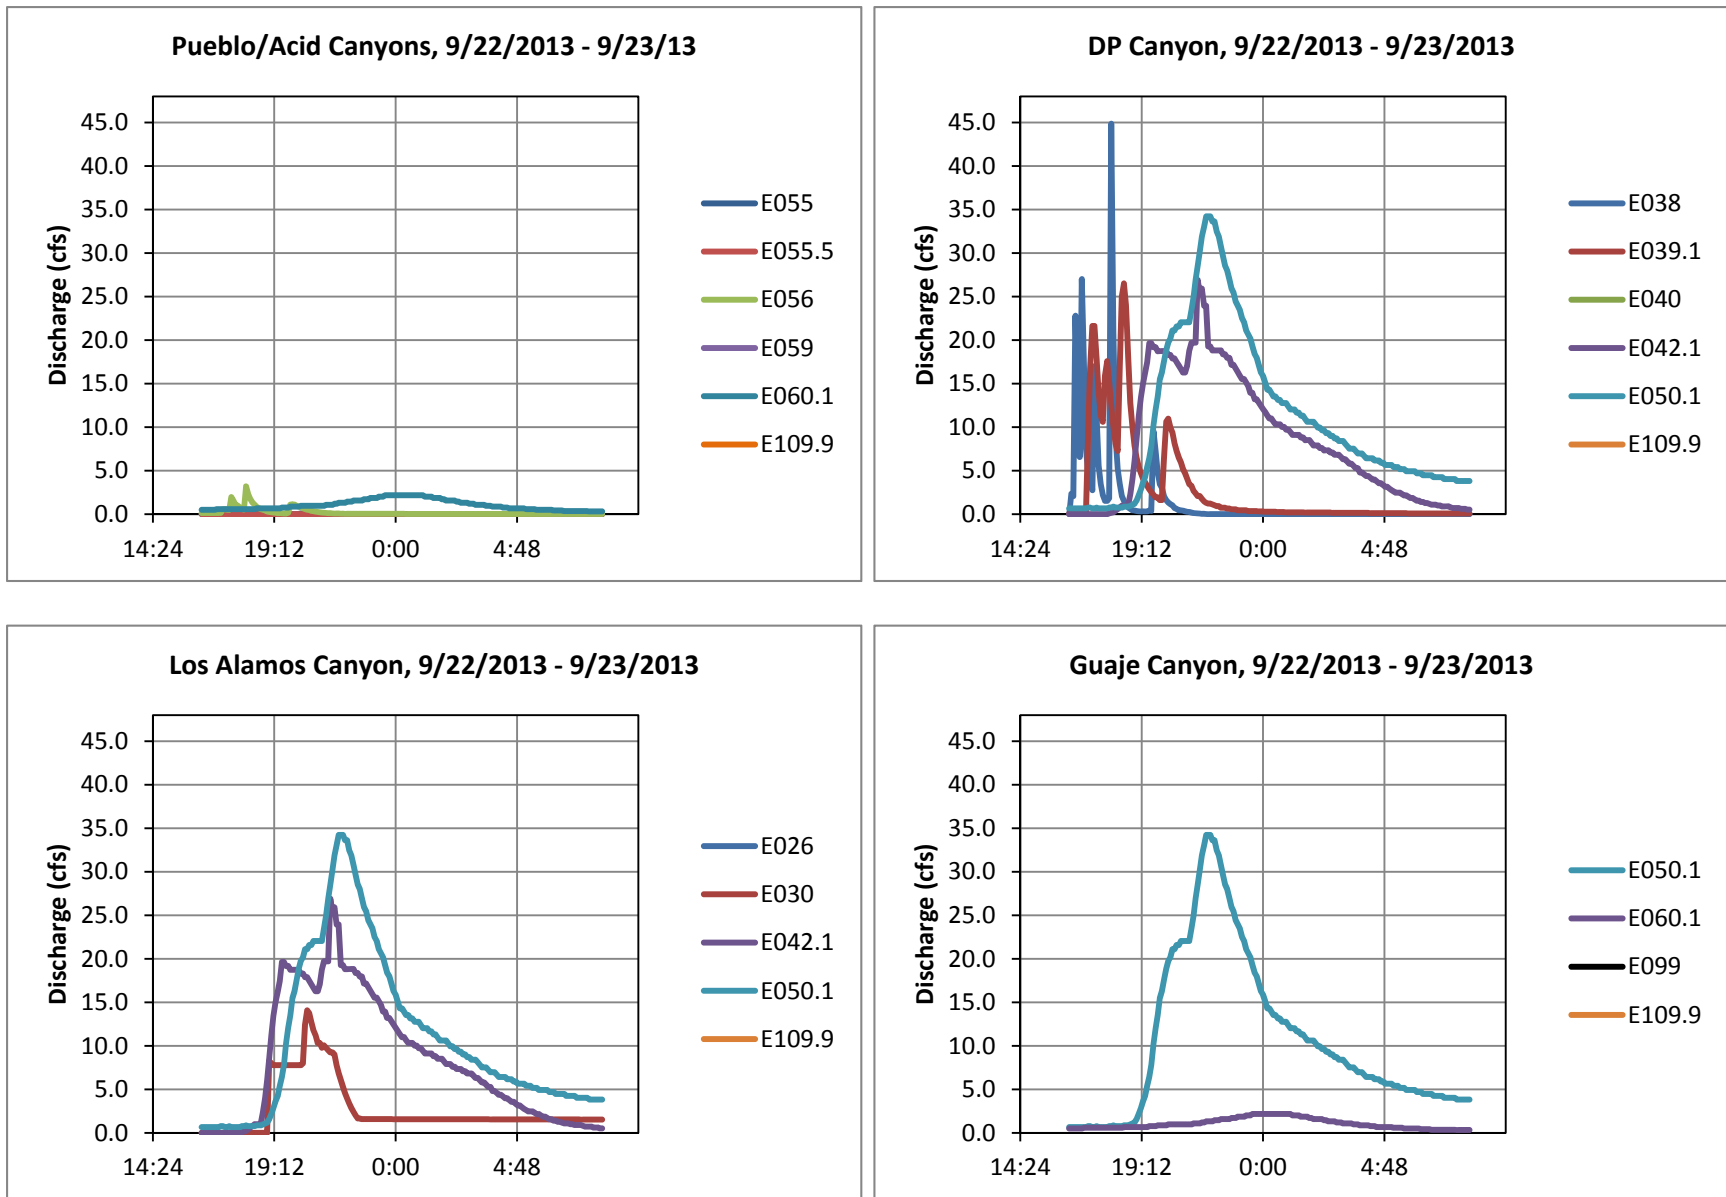 Pueblo/Acid Canyons, 9/22/2013 - 9/23/13
Discharge (cfs)
45.0
40.0
35.0
30.0
25.0
20.0
15.0
10.0
5.0
0.0
14:24 19:12 0:00 4:48
E055
E055.5
E056
E059
E060.1
E109.9
DP Canyon, 9/22/2013 - 9/23/2013
Discharge (cfs)
45.0
40.0
35.0
30.0
25.0
20.0
15.0
10.0
5.0
0.0
14:24 19:12 0:00 4:48
E038
E039.1
E040
E042.1
E050.1
E109.9
Los Alamos Canyon, 9/22/2013 - 9/23/2013
Discharge (cfs)
45.0
40.0
35.0
30.0
25.0
20.0
15.0
10.0
5.0
0.0
14:24 19:12 0:00 4:48
E026
E030
E042.1
E050.1
E109.9
Guaje Canyon, 9/22/2013 - 9/23/2013
Discharge (cfs)
45.0
40.0
35.0
30.0
25.0
20.0
15.0
10.0
5.0
0.0
14:24 19:12 0:00 4:48
E050.1
E060.1
E099
E109.9